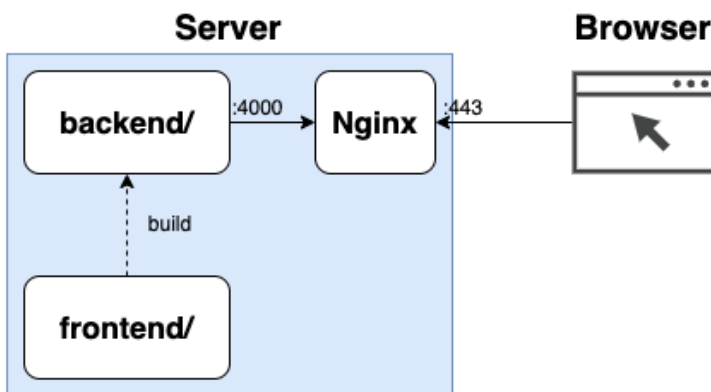 Server
Browser
backend/
:4000
Nginx
:443
build
frontend/